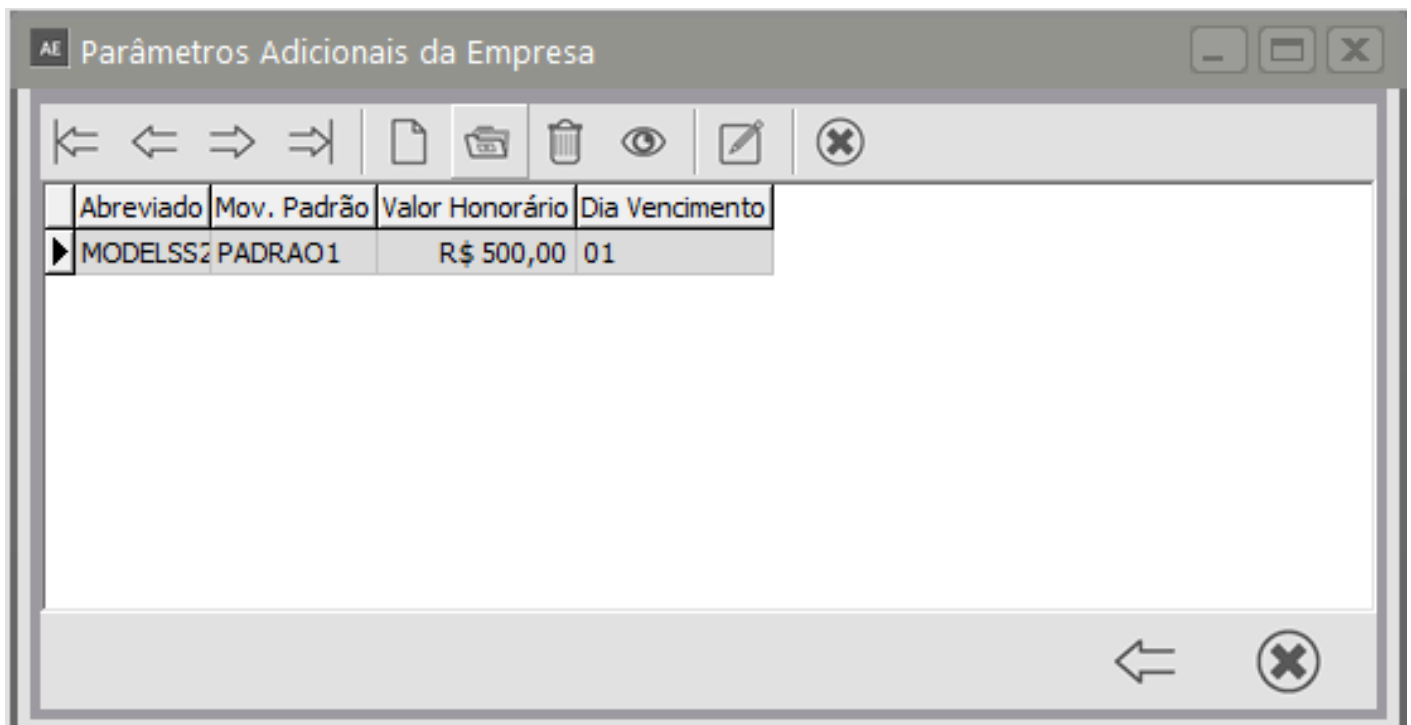 AE Parâmetros Adicionais da Empresa
Abreviado Mov. Padrão Valor Honorário Dia Vencimento
MODELSS2 PADRAO1 R$ 500,00 01